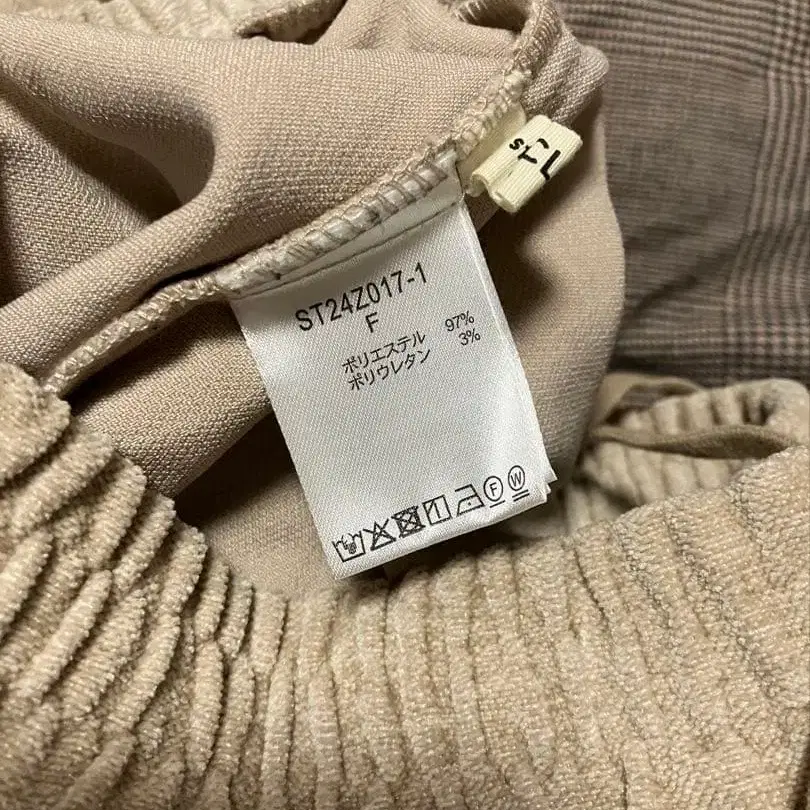 ST24Z017-1
F
ポリエステル 97%
ポリウレタン 3%
F W